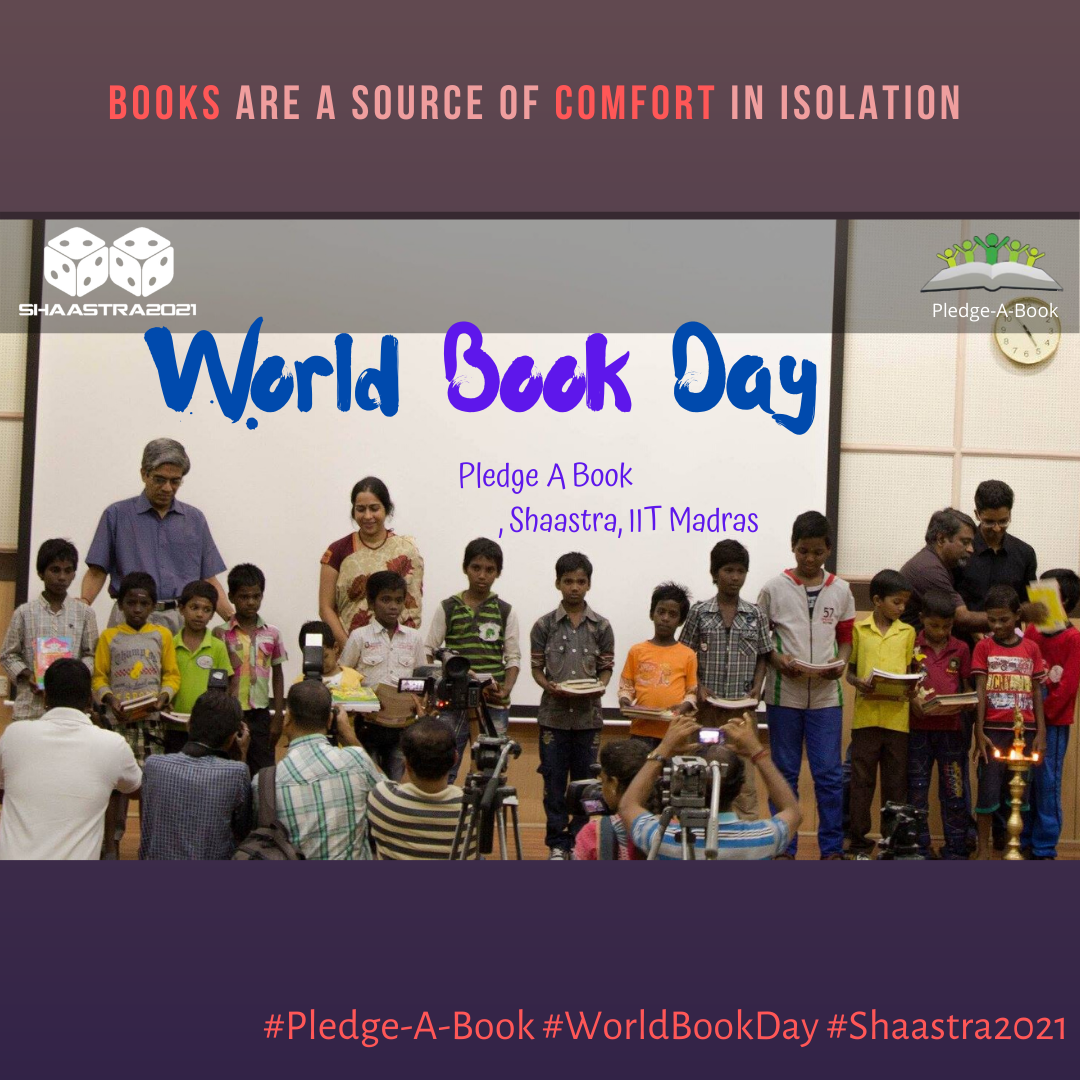 BOOKS ARE A SOURCE OF COMFORT IN ISOLATION
SHAASTRA2021
Pledge-A-Book
World Book Day
Pledge A Book
, Shaastra, IIT Madras
57
#Pledge-A-Book #WorldBookDay #Shaastra2021